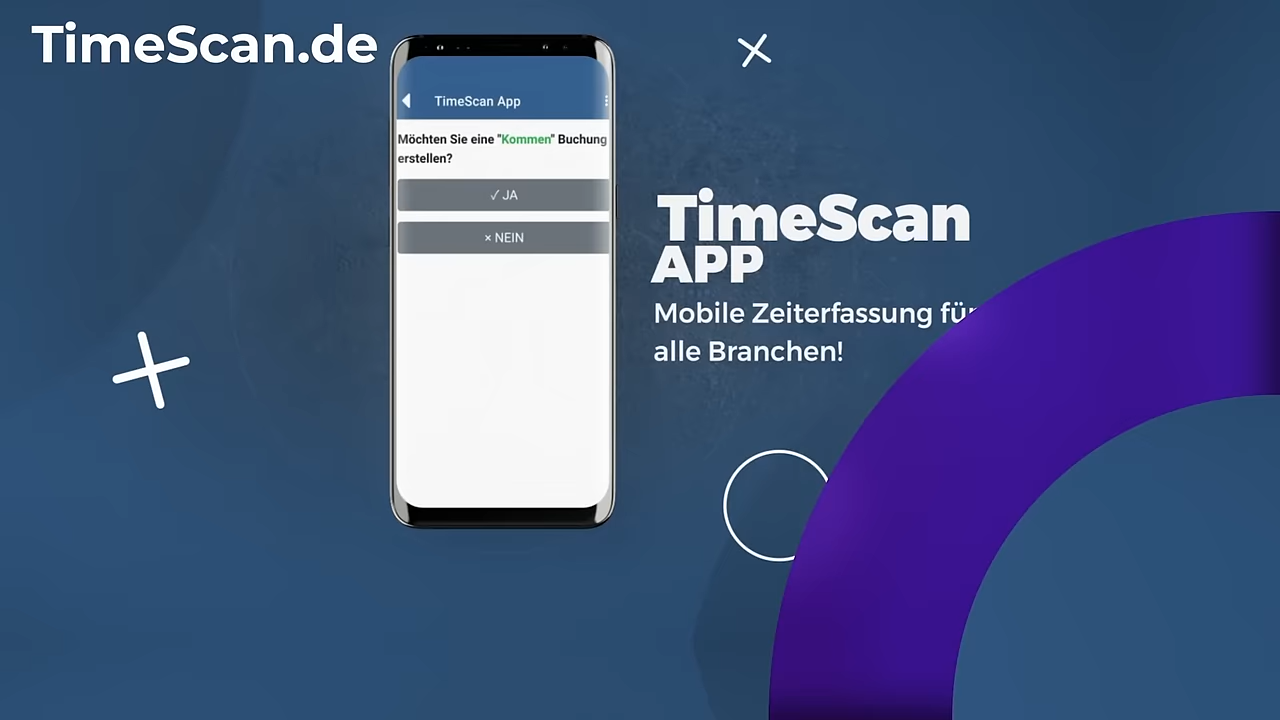 TimeScan.de
TimeScan App
Möchten Sie eine "Kommen" Buchung
erstellen?
✓ JA
× NEIN
TimeScan
APP
Mobile Zeiterfassung für
alle Branchen!